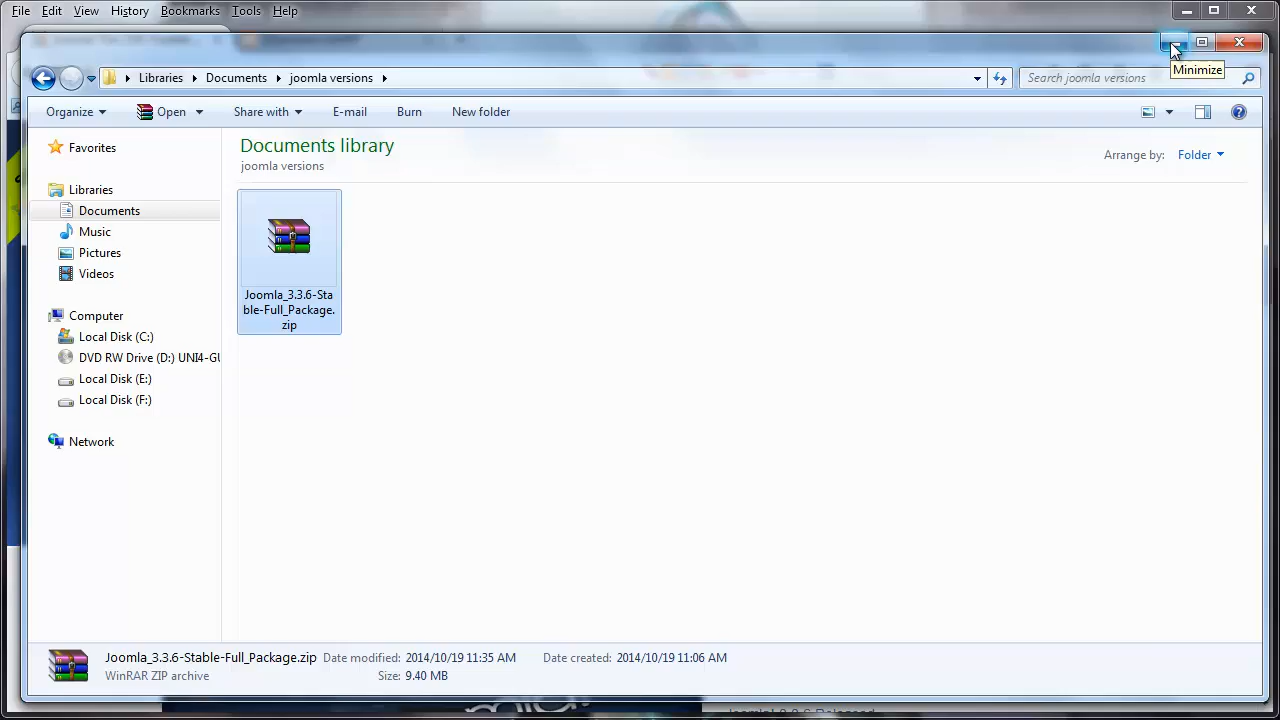 File Edit View History Bookmarks Tools Help
Libraries Documents joomla versions
Search joomla versions
Minimize
Organize Open Share with E-mail Burn New folder
Favorites
Libraries
Documents
Music
Pictures
Videos
Computer
Local Disk (C:)
DVD RW Drive (D:) UNI4-GU
Local Disk (E:)
Local Disk (F:)
Network
Documents library
joomla versions
Arrange by: Folder
Joomla_3.3.6-Sta
ble-Full_Package.
zip
Joomla_3.3.6-Stable-Full_Package.zip Date modified: 2014/10/19 11:35 AM Date created: 2014/10/19 11:06 AM
WinRAR ZIP archive Size: 9.40 MB